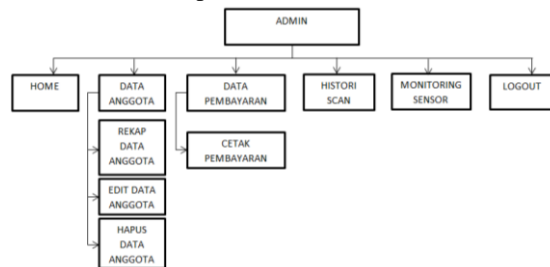 ADMIN
HOME
DATA
ANGGOTA
DATA
PEMBAYARAN
HISTORI
SCAN
MONITORING
SENSOR
LOGOUT
REKAP
DATA
ANGGOTA
CETAK
PEMBAYARAN
EDIT DATA
ANGGOTA
HAPUS
DATA
ANGGOTA